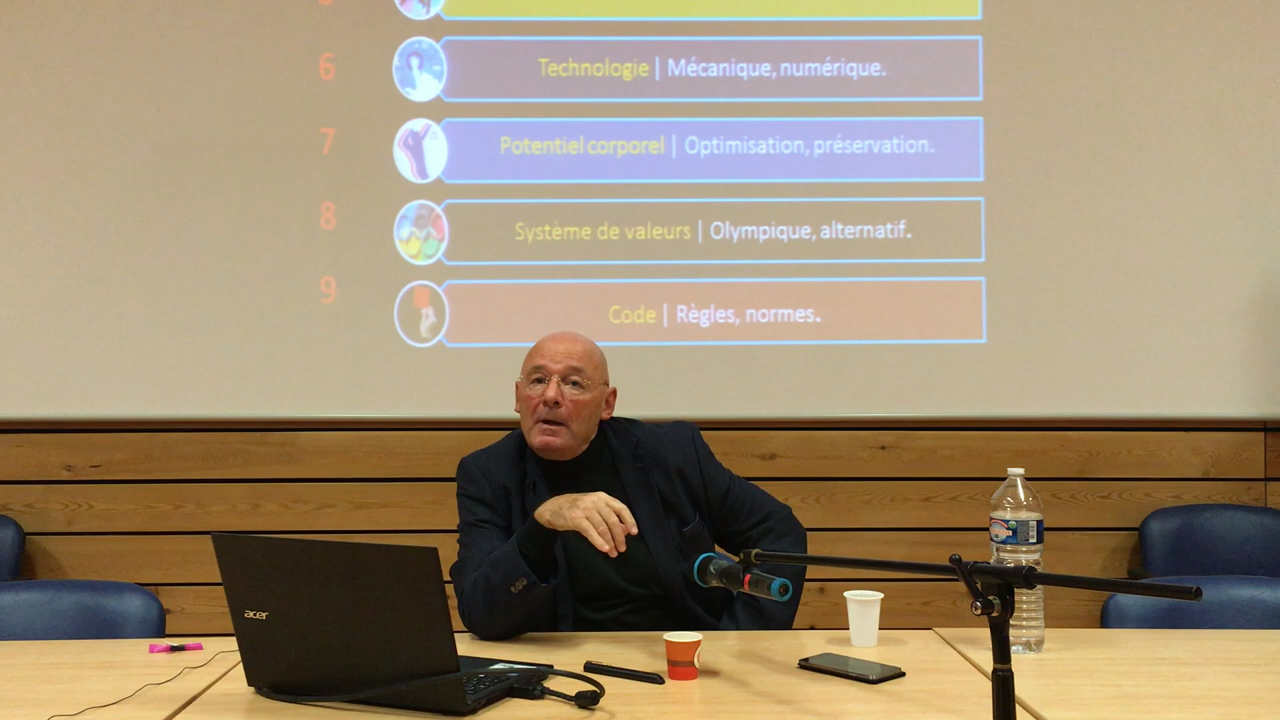 6 Technologie | Mécanique, numérique.
7 Potentiel corporel | Optimisation, préservation.
8 Système de valeurs | Olympique, alternatif.
9 Code | Règles, normes.
acer